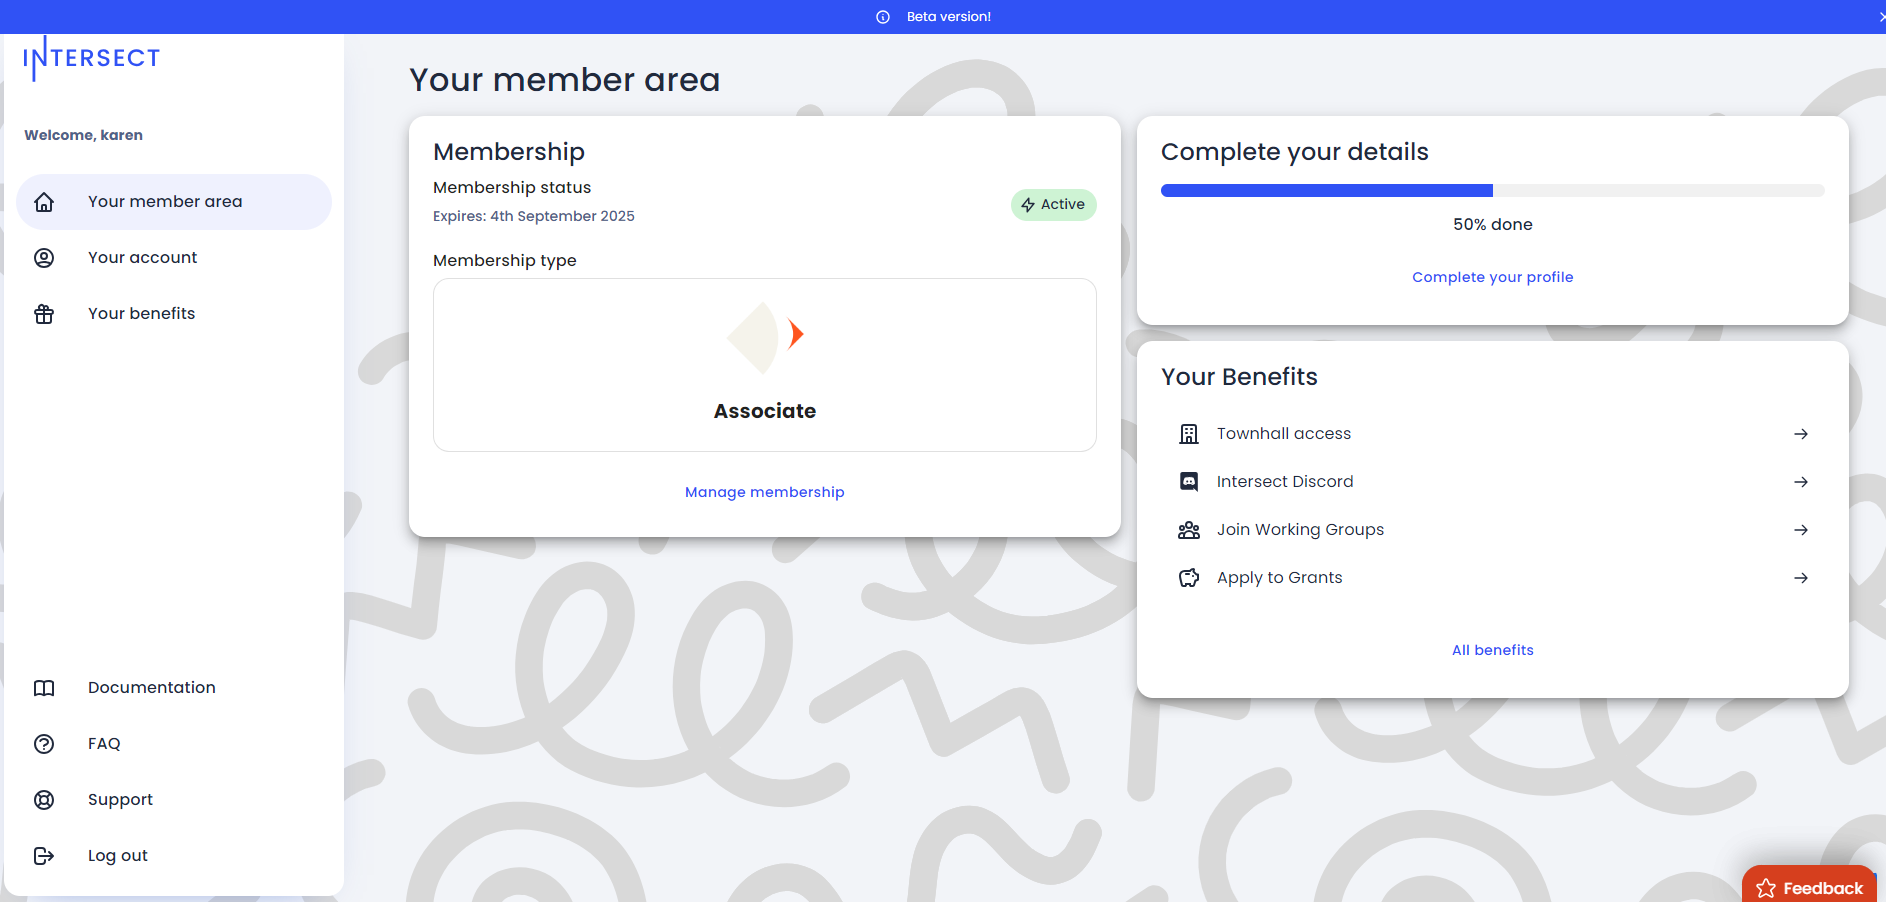 Beta version!
INTERSECT
Welcome, karen
Your member area
Your account
Your benefits
Documentation
FAQ
Support
Log out
Your member area
Membership
Membership status
Expires: 4th September 2025
Active
Membership type
Associate
Manage membership
Complete your details
50% done
Complete your profile
Your Benefits
Townhall access
Intersect Discord
Join Working Groups
Apply to Grants
All benefits
Feedback